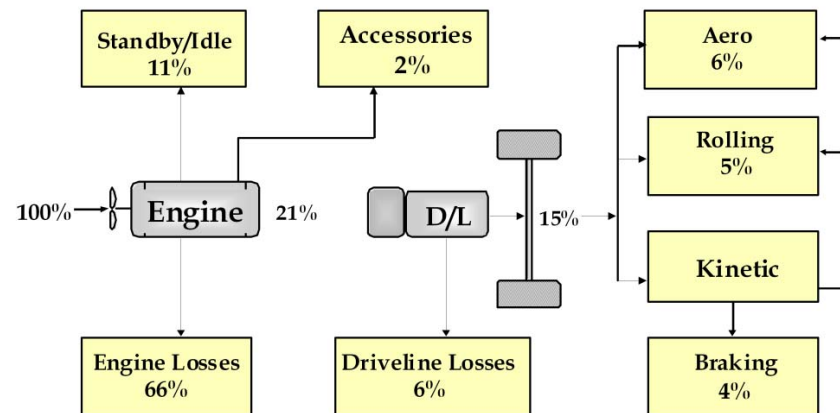 Standby/Idle
11%
Accessories
2%
Aero
6%
Rolling
5%
100%
Engine
21%
D/L
15%
Kinetic
Engine Losses
66%
Driveline Losses
6%
Braking
4%